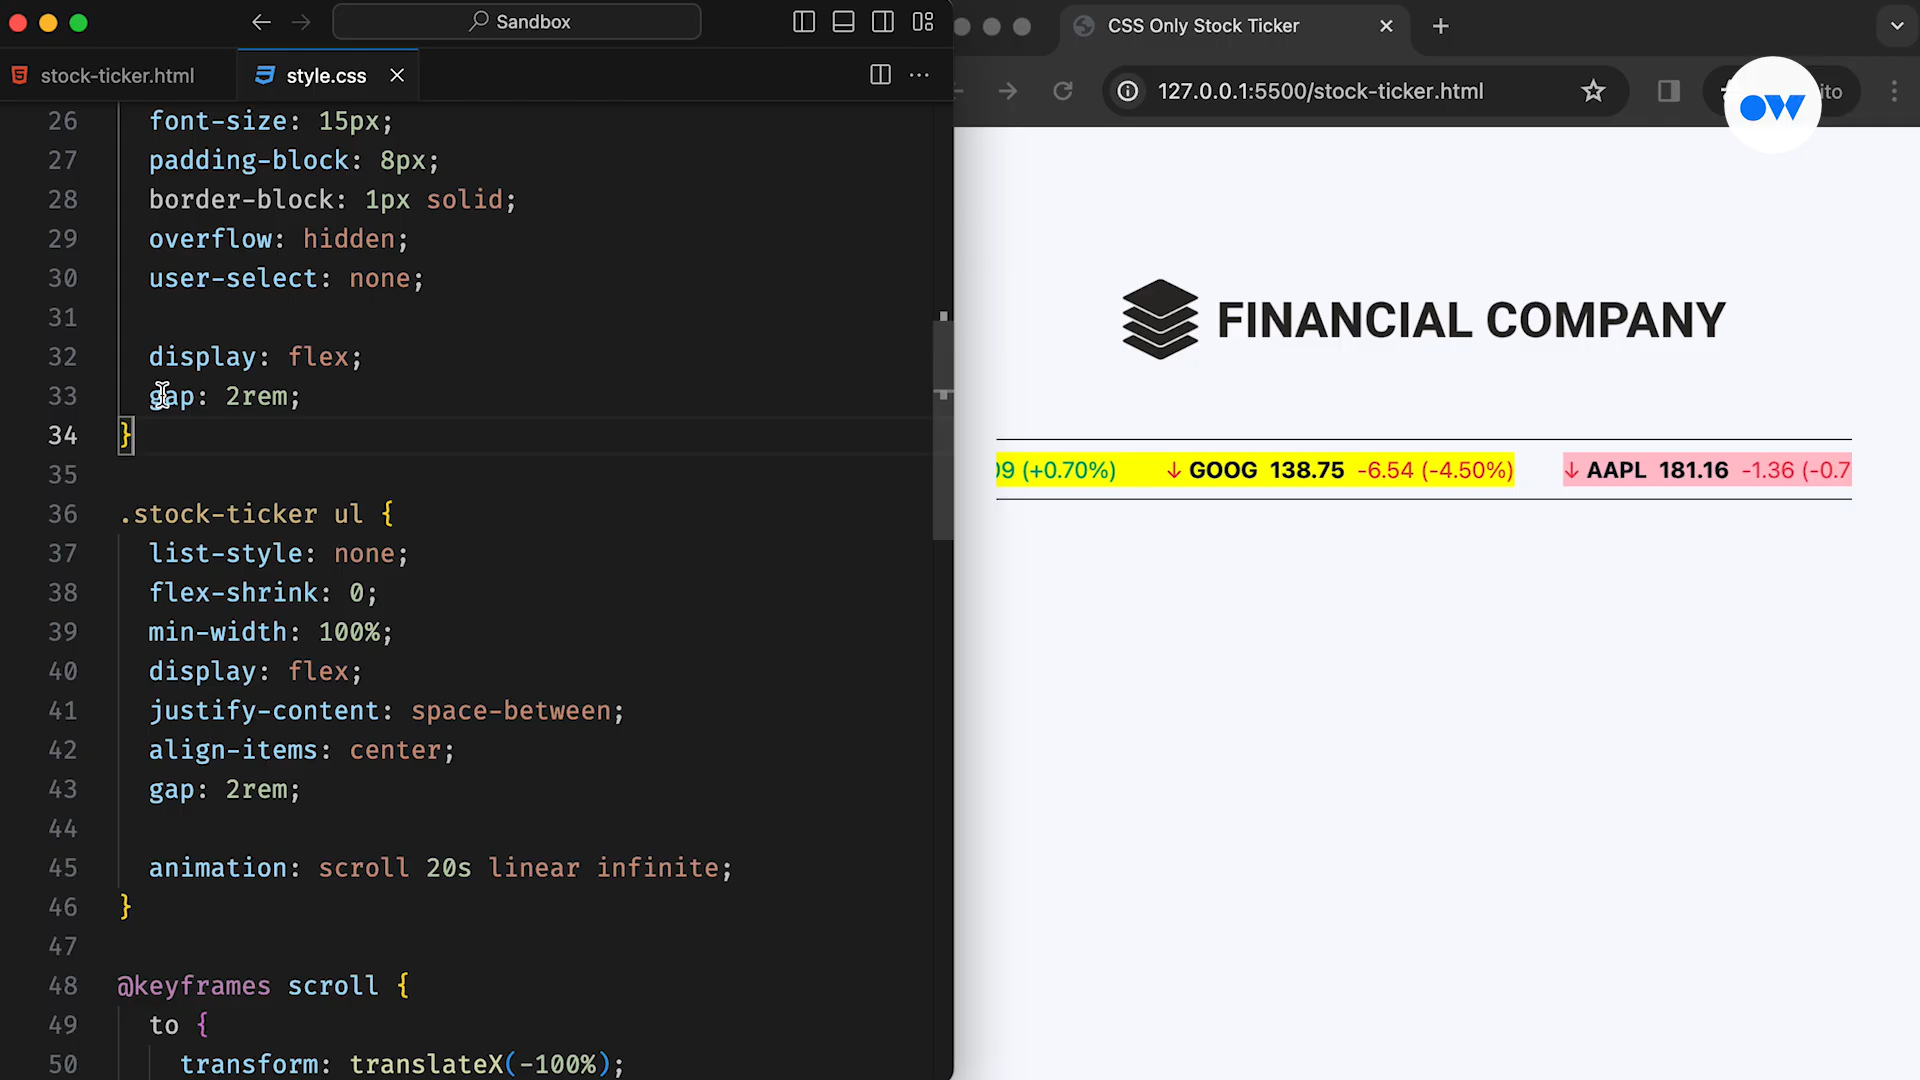 Sandbox
stock-ticker.html
style.css
26 font-size: 15px;
27 padding-block: 8px;
28 border-block: 1px solid;
29 overflow: hidden;
30 user-select: none;
31
32 display: flex;
33 gap: 2rem;
34 }
35
36 .stock-ticker ul {
37 list-style: none;
38 flex-shrink: 0;
39 min-width: 100%;
40 display: flex;
41 justify-content: space-between;
42 align-items: center;
43 gap: 2rem;
44
45 animation: scroll 20s linear infinite;
46 }
47
48 @keyframes scroll {
49 to {
50 transform: translateX(-100%);
CSS Only Stock Ticker
127.0.0.1:5500/stock-ticker.html
ito
OW
FINANCIAL COMPANY
09 (+0.70%) ↓ GOOG 138.75 -6.54 (-4.50%) ↓ AAPL 181.16 -1.36 (-0.7